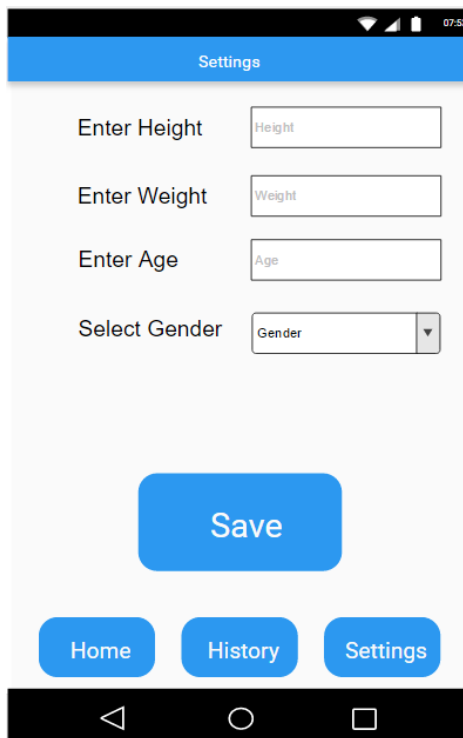 Settings
Enter Height Height
Enter Weight Weight
Enter Age Age
Select Gender Gender
Save
Home History Settings